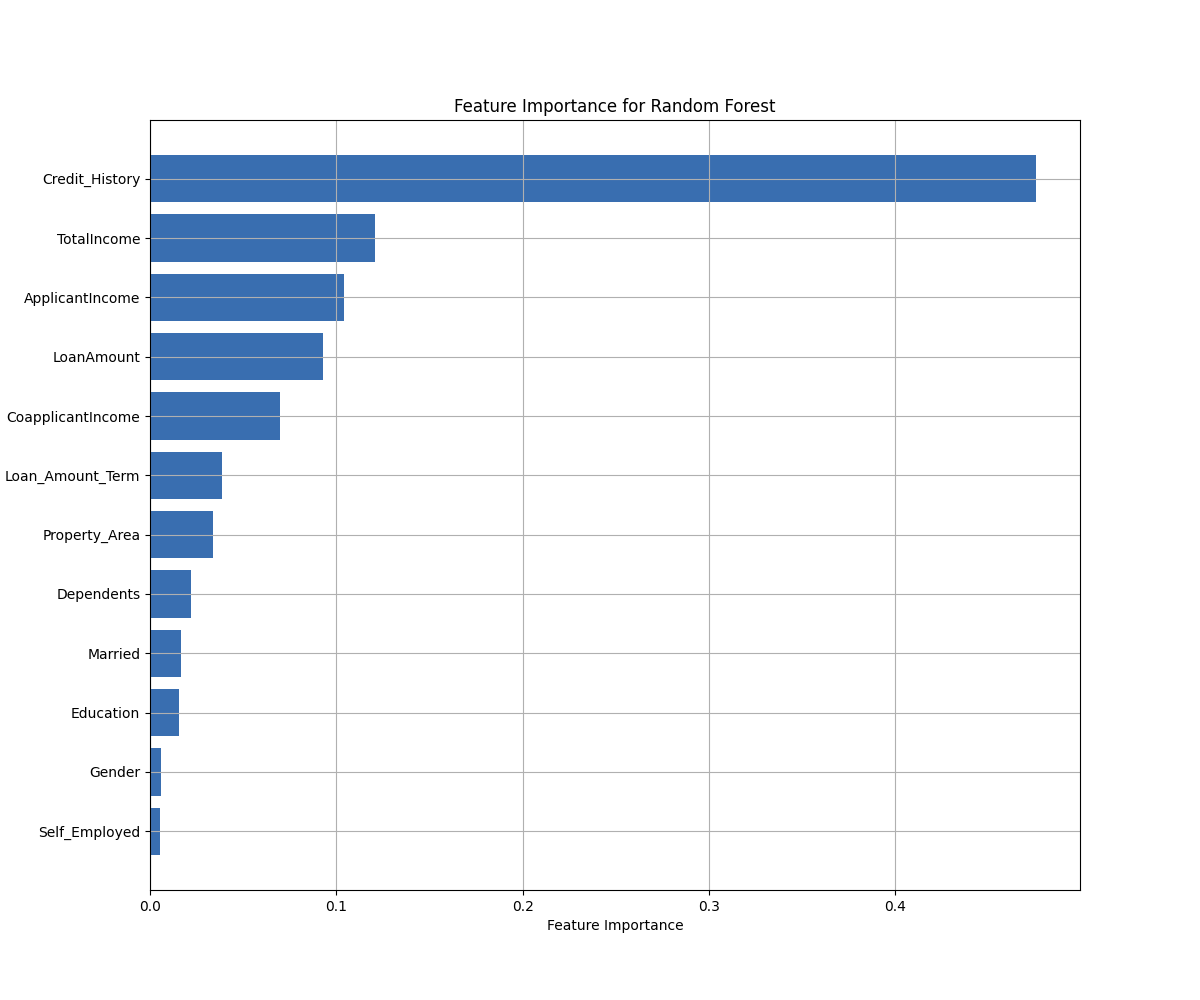 Feature Importance for Random Forest
Credit_History
TotalIncome
ApplicantIncome
LoanAmount
CoapplicantIncome
Loan_Amount_Term
Property_Area
Dependents
Married
Education
Gender
Self_Employed
0.0 0.1 0.2 0.3 0.4
Feature Importance